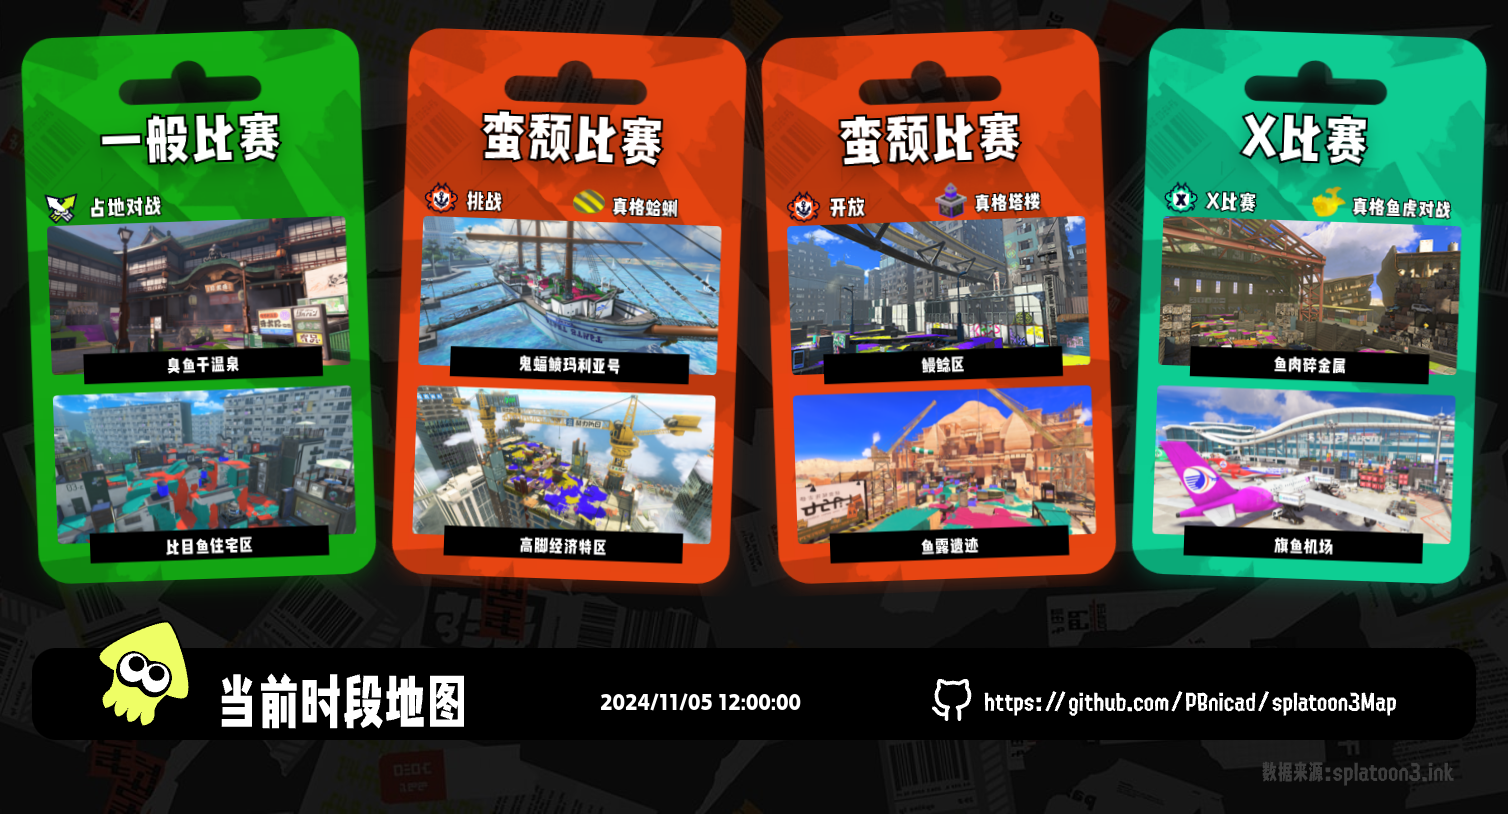 一般比赛
占地对战
臭鱼干温泉
比目鱼住宅区
蛮颓比赛
挑战
真格蛤蜊
鬼蝠鲼玛利亚号
高脚经济特区
蛮颓比赛
开放
真格塔楼
鳗鲶区
鱼露遗迹
X比赛
X比赛
真格鱼虎对战
鱼肉碎金属
旗鱼机场
当前时段地图
2024/11/05 12:00:00
https://github.com/PBnicad/splatoon3Map
数据来源:splatoon3.ink